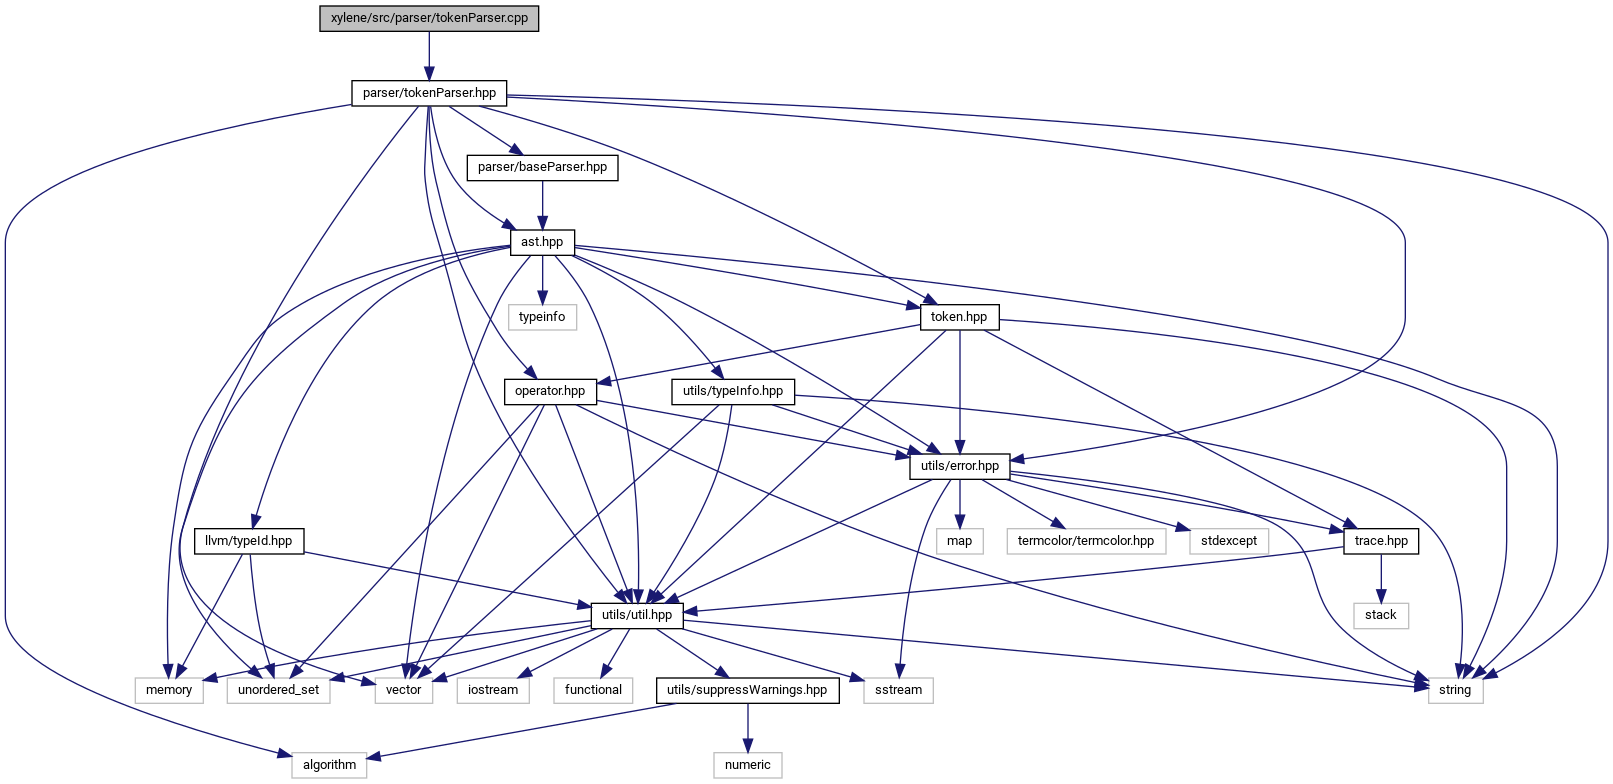 xylene/src/parser/tokenParser.cpp
parser/tokenParser.hpp
parser/baseParser.hpp
ast.hpp
typeinfo
token.hpp
operator.hpp
utils/typeInfo.hpp
utils/error.hpp
llvm/typeId.hpp
map
termcolor/termcolor.hpp
stdexcept
trace.hpp
utils/util.hpp
stack
memory
unordered_set
vector
iostream
functional
utils/suppressWarnings.hpp
sstream
string
algorithm
numeric